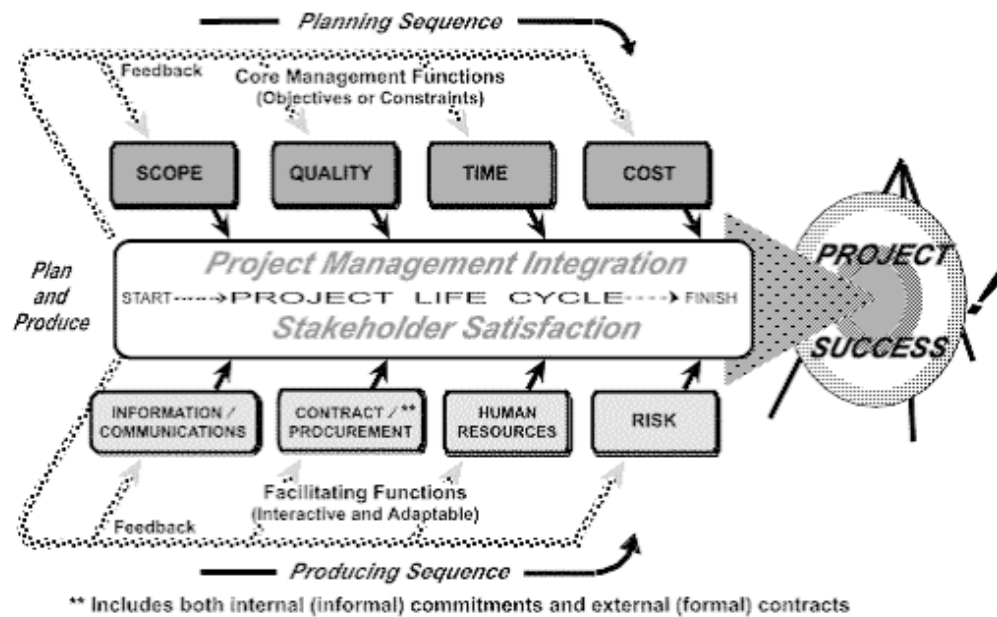 Planning Sequence
Feedback
Core Management Functions
(Objectives or Constraints)
SCOPE
QUALITY
TIME
COST
Plan
and
Produce
Project Management Integration
START
PROJECT LIFE CYCLE
FINISH
Stakeholder Satisfaction
PROJECT
SUCCESS
INFORMATION /
COMMUNICATIONS
CONTRACT / **
PROCUREMENT
HUMAN
RESOURCES
RISK
Facilitating Functions
(Interactive and Adaptable)
Feedback
Producing Sequence
** Includes both internal (informal) commitments and external (formal) contracts